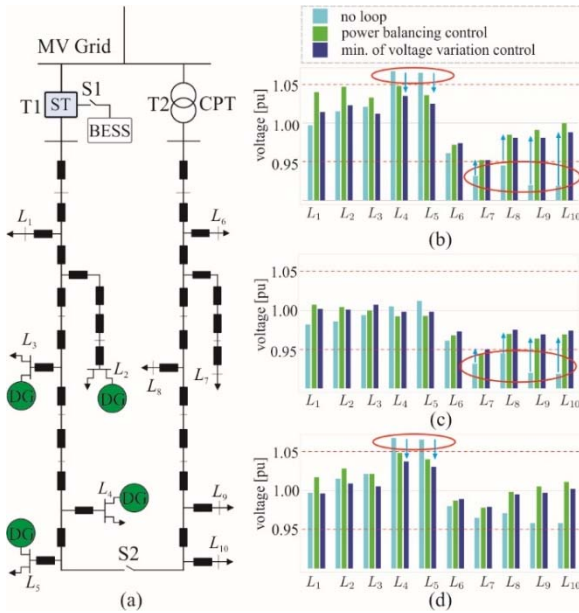 MV Grid
T1
ST
S1
BESS
T2
CPT
L1
L6
L3
DG
L2
DG
L8
L7
L4
DG
L9
DG
L5
S2
L10
(a)
no loop
power balancing control
min. of voltage variation control
voltage [pu]
1.05
1.00
0.95
L1 L2 L3 L4 L5 L6 L7 L8 L9 L10
(b)
voltage [pu]
1.05
1.00
0.95
L1 L2 L3 L4 L5 L6 L7 L8 L9 L10
(c)
voltage [pu]
1.05
1.00
0.95
L1 L2 L3 L4 L5 L6 L7 L8 L9 L10
(d)